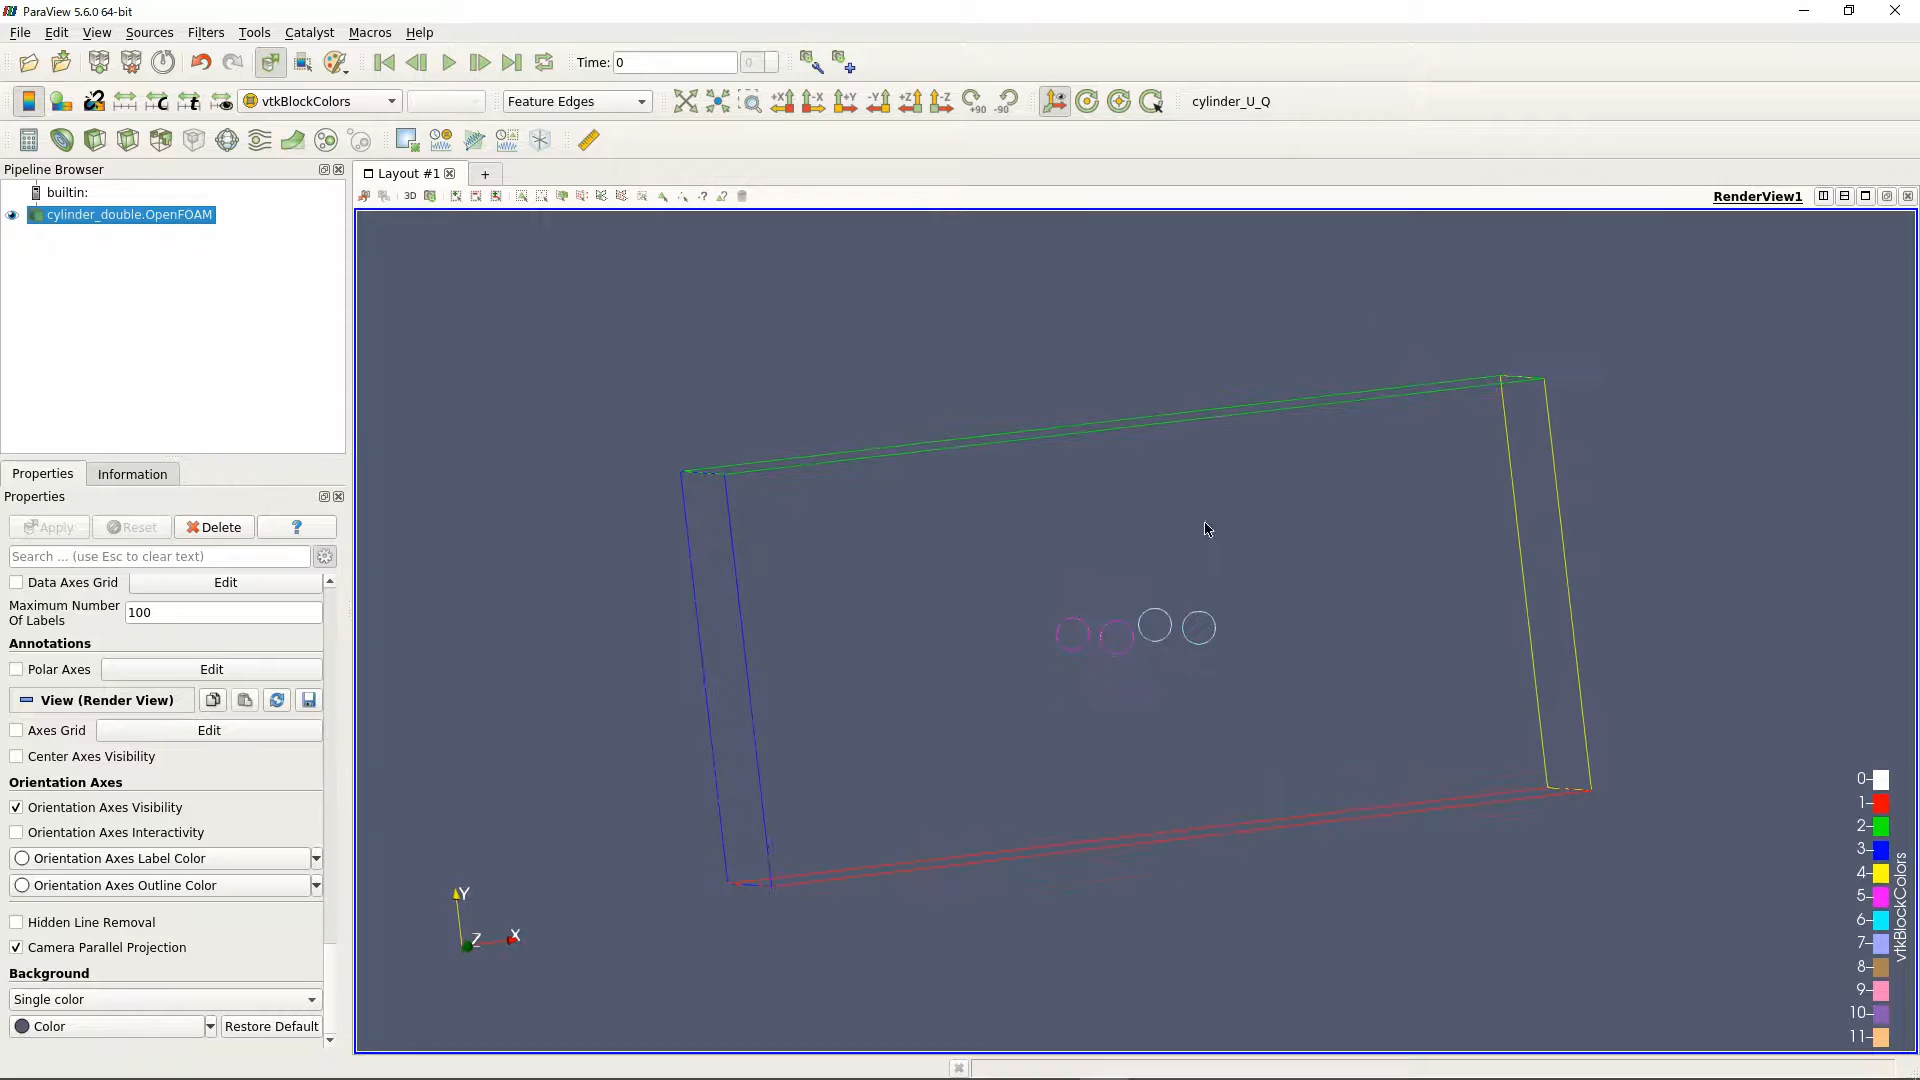 ParaView 5.6.0 64-bit
File Edit View Sources Filters Tools Catalyst Macros Help
Time: 0 0
vtkBlockColors Feature Edges +X -X +Y -Y +Z -Z +90 -90 cylinder_U_Q
Pipeline Browser
builtin:
cylinder_double.OpenFOAM
Layout #1 +
3D RenderView1
Properties Information
Properties
Apply Reset Delete ?
Search ... (use Esc to clear text)
Data Axes Grid Edit
Maximum Number
Of Labels 100
Annotations
Polar Axes Edit
View (Render View)
Axes Grid Edit
Center Axes Visibility
Orientation Axes
Orientation Axes Visibility
Orientation Axes Interactivity
Orientation Axes Label Color
Orientation Axes Outline Color
Hidden Line Removal
Camera Parallel Projection
Background
Single color
Color Restore Default
Y
Z X
0
1
2
3
4
5
6
7
8
9
10
11
vtkBlockColors